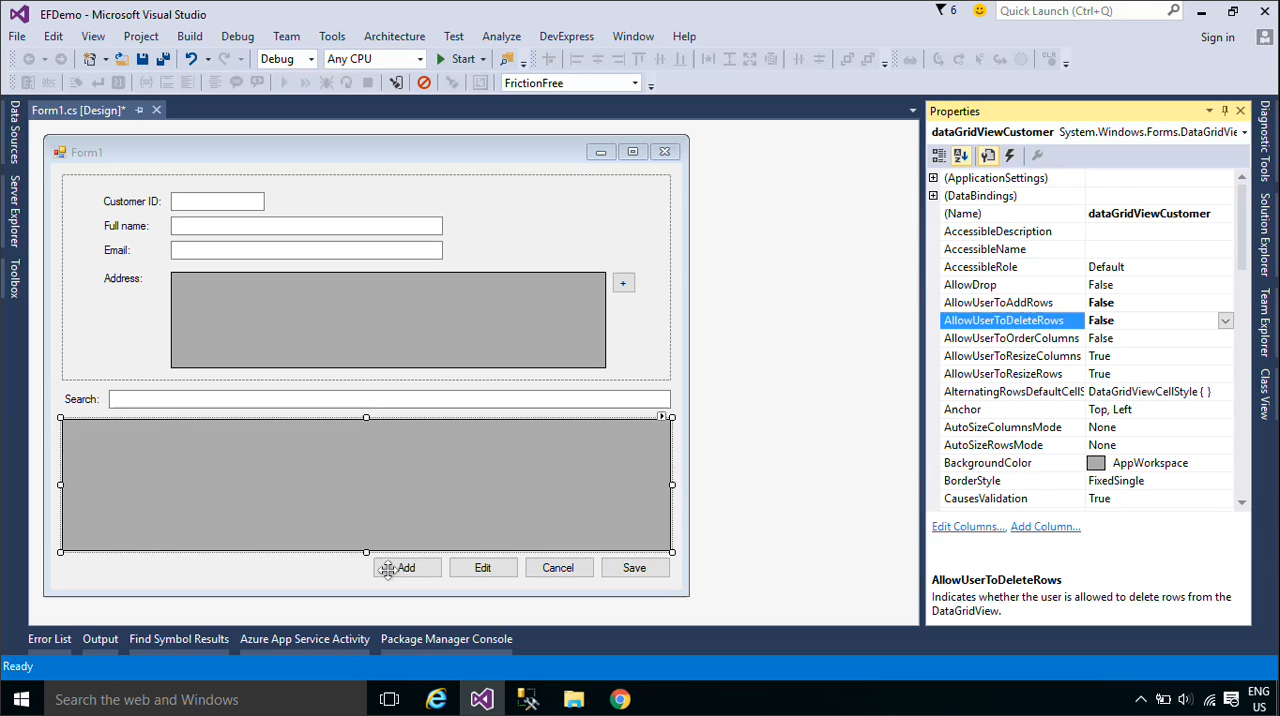 EFDemo - Microsoft Visual Studio
6
Quick Launch (Ctrl+Q)
File Edit View Project Build Debug Team Tools Architecture Test Analyze DevExpress Window Help
Sign in
Debug Any CPU Start
FrictionFree
Form1.cs [Design]*
Data Sources
Server Explorer
Toolbox
Form1
Customer ID:
Full name:
Email:
Address:
+
Search:
Add Edit Cancel Save
Properties
dataGridViewCustomer System.Windows.Forms.DataGridVie
(ApplicationSettings)
(DataBindings)
(Name) dataGridViewCustomer
AccessibleDescription
AccessibleName
AccessibleRole Default
AllowDrop False
AllowUserToAddRows False
AllowUserToDeleteRows False
AllowUserToOrderColumns False
AllowUserToResizeColumns True
AllowUserToResizeRows True
AlternatingRowsDefaultCellS DataGridViewCellStyle { }
Anchor Top, Left
AutoSizeColumnsMode None
AutoSizeRowsMode None
BackgroundColor AppWorkspace
BorderStyle FixedSingle
CausesValidation True
Edit Columns..., Add Column...
AllowUserToDeleteRows
Indicates whether the user is allowed to delete rows from the
DataGridView.
Diagnostic Tools
Solution Explorer
Team Explorer
Class View
Error List Output Find Symbol Results Azure App Service Activity Package Manager Console
Ready
Search the web and Windows
ENG
US